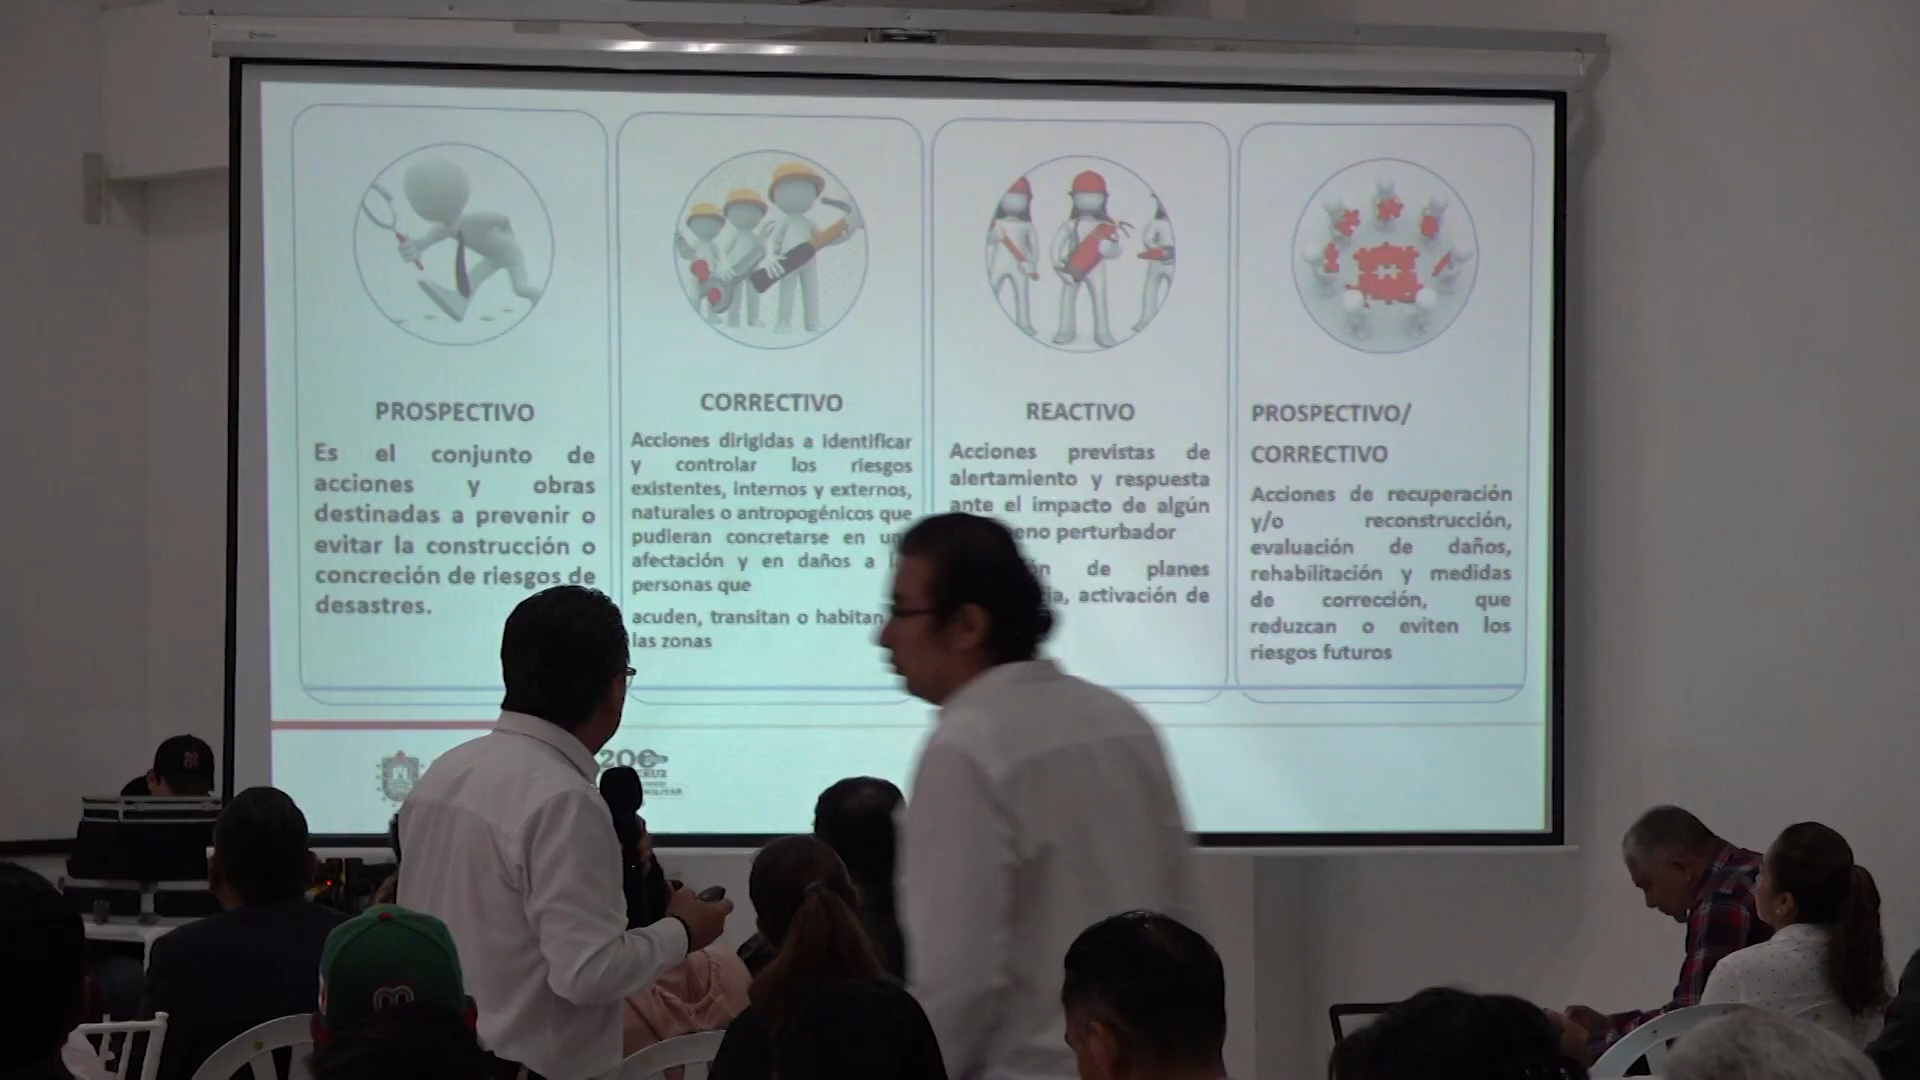 PROSPECTIVO
Es el conjunto de
acciones y obras
destinadas a prevenir o
evitar la construcción o
concreción de riesgos de
desastres.
CORRECTIVO
Acciones dirigidas a identificar
y controlar los riesgos
existentes, internos y externos,
naturales o antropogénicos que
pudieran concretarse en
afectación y en daños a
personas que
acuden, transitan o habitan
las zonas
REACTIVO
Acciones previstas de
alertamiento y respuesta
ante el impacto de algún
perturbador
de planes
activación de
PROSPECTIVO/
CORRECTIVO
Acciones de recuperación
y/o reconstrucción,
evaluación de daños,
rehabilitación y medidas
de corrección, que
reduzcan o eviten los
riesgos futuros
200